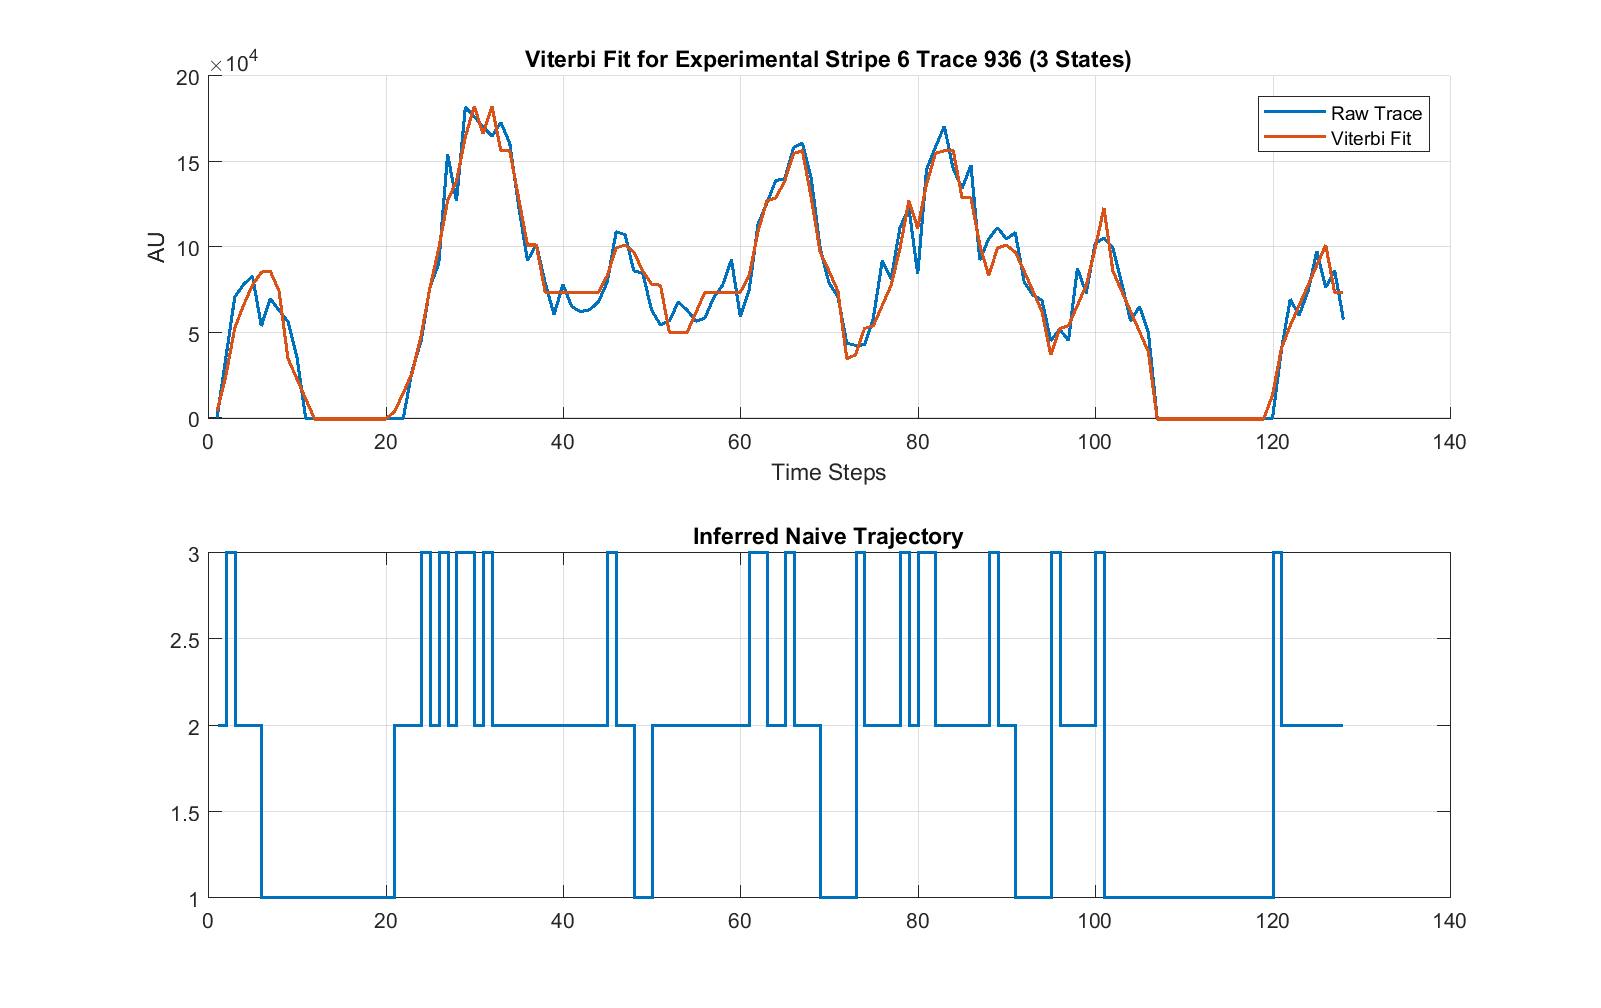 Viterbi Fit for Experimental Stripe 6 Trace 936 (3 States)
×10⁴
20
15
10
5
0
AU
Raw Trace
Viterbi Fit
0 20 40 60 80 100 120 140
Time Steps
Inferred Naive Trajectory
3
2.5
2
1.5
1
0 20 40 60 80 100 120 140